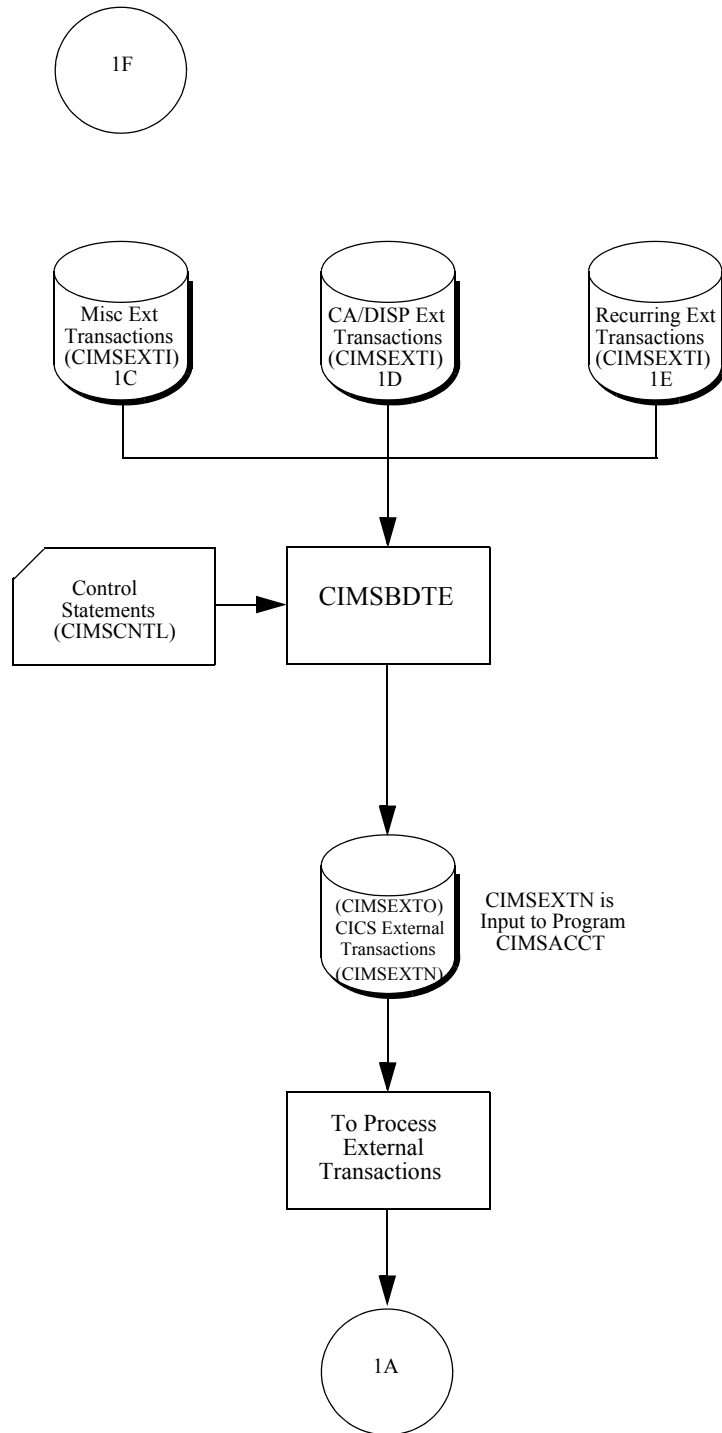 1F
Misc Ext
Transactions
(CIMSEXTI)
1C
CA/DISP Ext
Transactions
(CIMSEXTI)
1D
Recurring Ext
Transactions
(CIMSEXTI)
1E
Control
Statements
(CIMSCNTL)
CIMSBDTE
(CIMSEXTO)
CICS External
Transactions
(CIMSEXTN)
CIMSEXTN is
Input to Program
CIMSACCT
To Process
External
Transactions
1A